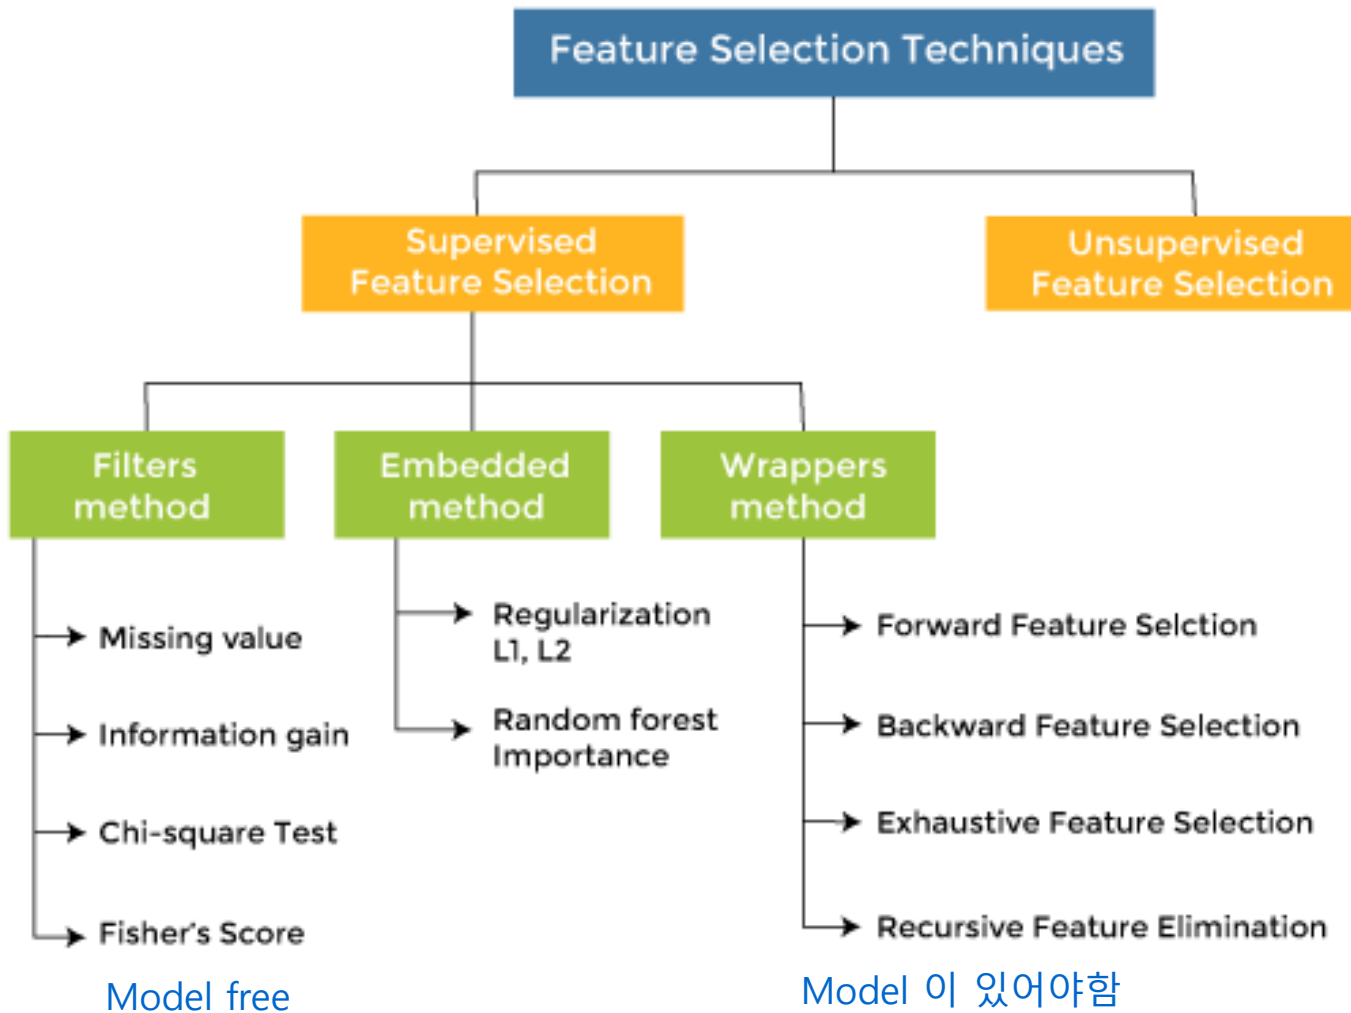 Feature Selection Techniques
Supervised
Feature Selection
Unsupervised
Feature Selection
Filters
method
Embedded
method
Wrappers
method
Missing value
Information gain
Chi-square Test
Fisher's Score
Regularization
L1, L2
Random forest
Importance
Forward Feature Selction
Backward Feature Selection
Exhaustive Feature Selection
Recursive Feature Elimination
Model free
Model 이 있어야함